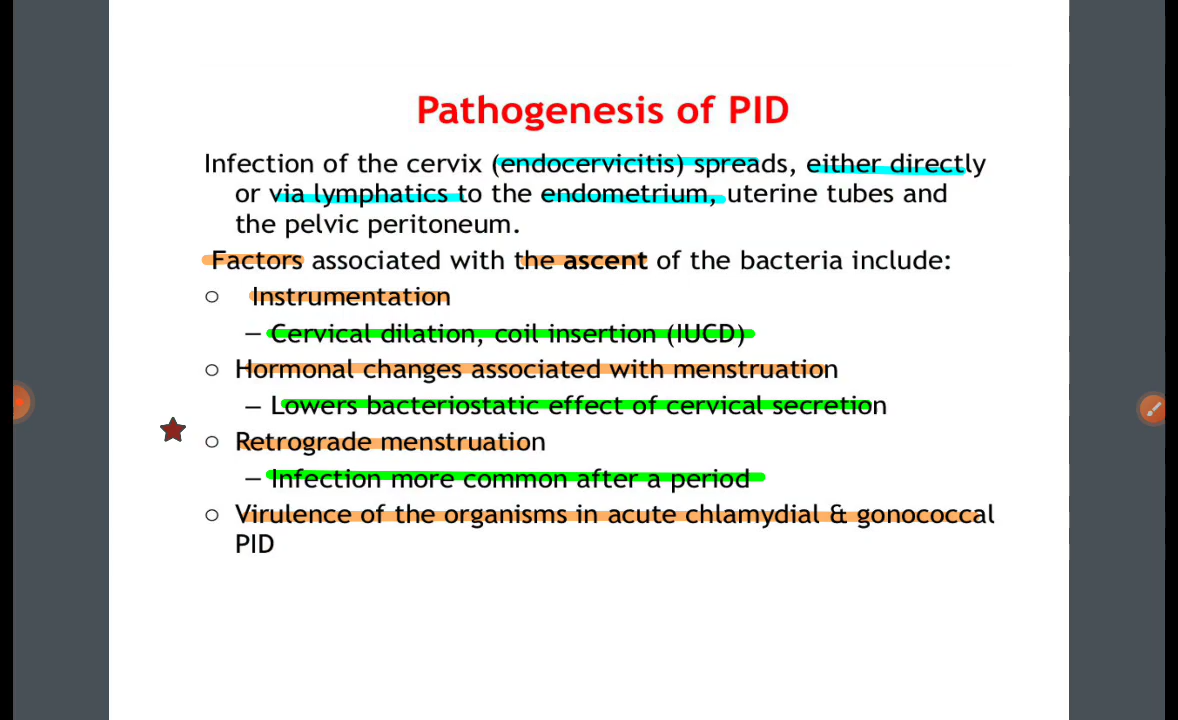 Pathogenesis of PID
Infection of the cervix (endocervicitis) spreads, either directly
or via lymphatics to the endometrium, uterine tubes and
the pelvic peritoneum.
Factors associated with the ascent of the bacteria include:
○ Instrumentation
– Cervical dilation, coil insertion (IUCD)
○ Hormonal changes associated with menstruation
– Lowers bacteriostatic effect of cervical secretion
○ Retrograde menstruation
– Infection more common after a period
○ Virulence of the organisms in acute chlamydial & gonococcal
PID